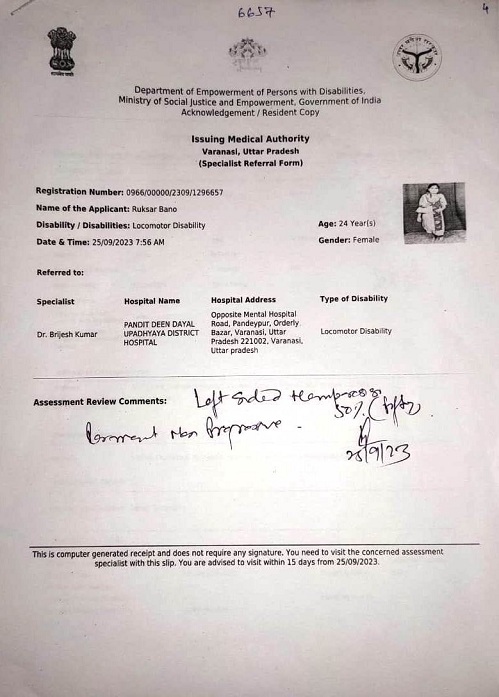 6657
4
Department of Empowerment of Persons with Disabilities,
Ministry of Social Justice and Empowerment, Government of India
Acknowledgement / Resident Copy
Issuing Medical Authority
Varanasi, Uttar Pradesh
(Specialist Referral Form)
Registration Number: 0966/00000/2309/1296657
Name of the Applicant: Ruksar Bano
Disability / Disabilities: Locomotor Disability
Age: 24 Year(s)
Date & Time: 25/09/2023 7:56 AM
Gender: Female
Referred to:
Specialist Hospital Name Hospital Address Type of Disability
Dr. Brijesh Kumar
PANDIT DEEN DAYAL
UPADHYAYA DISTRICT
HOSPITAL
Opposite Mental Hospital
Road, Pandeypur, Orderly
Bazar, Varanasi, Uttar
Pradesh 221002, Varanasi,
Uttar pradesh
Locomotor Disability
Assessment Review Comments: Left sided
50%
Non Progressive
25/9/23
This is computer generated receipt and does not require any signature. You need to visit the concerned assessment
specialist with this slip. You are advised to visit within 15 days from 25/09/2023.